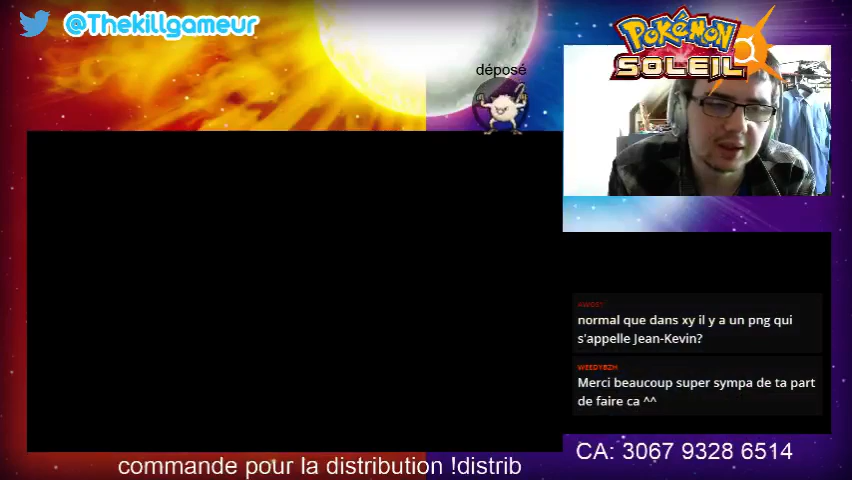 @Thekillgameur
POKéMON
SOLEIL
déposé
normal que dans xy il y a un png qui
s'appelle Jean-Kevin?
WEEDYBZH
Merci beaucoup super sympa de ta part
de faire ca ^^
CA: 3067 9328 6514
commande pour la distribution !distrib